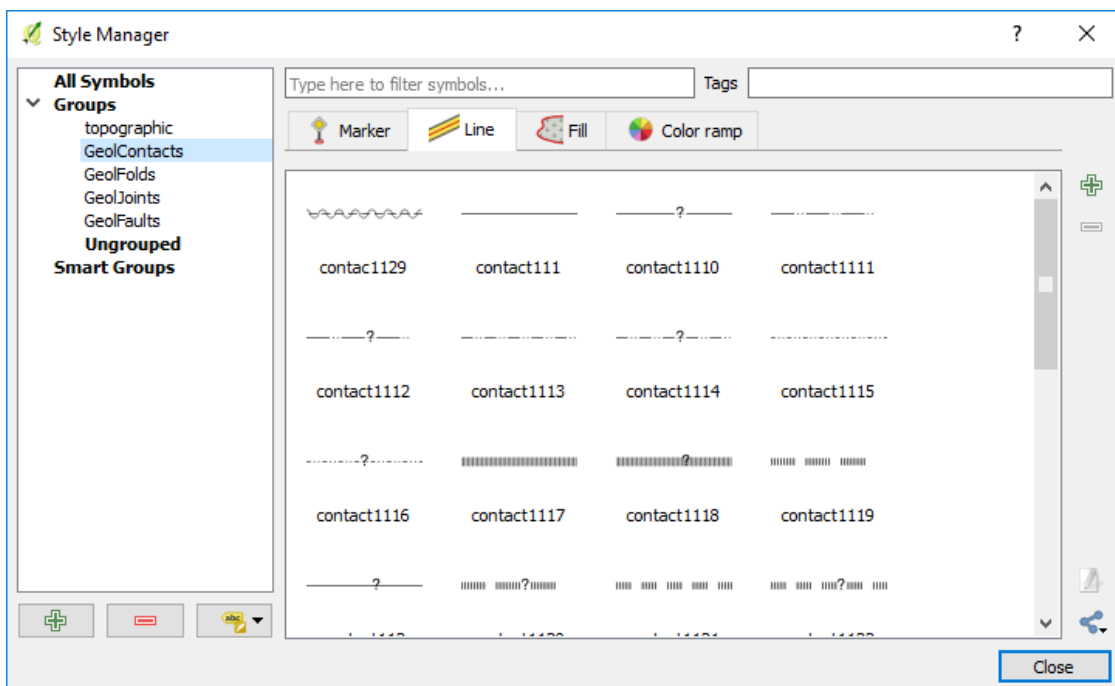 Style Manager
?
All Symbols
Groups
topographic
GeolContacts
GeolFolds
GeolJoints
GeolFaults
Ungrouped
Smart Groups
Type here to filter symbols...
Tags
Marker
Line
Fill
Color ramp
?
contac1129
contact111
contact1110
contact1111
?
?
contact1112
contact1113
contact1114
contact1115
?
?
contact1116
contact1117
contact1118
contact1119
?
?
?
abc
Close